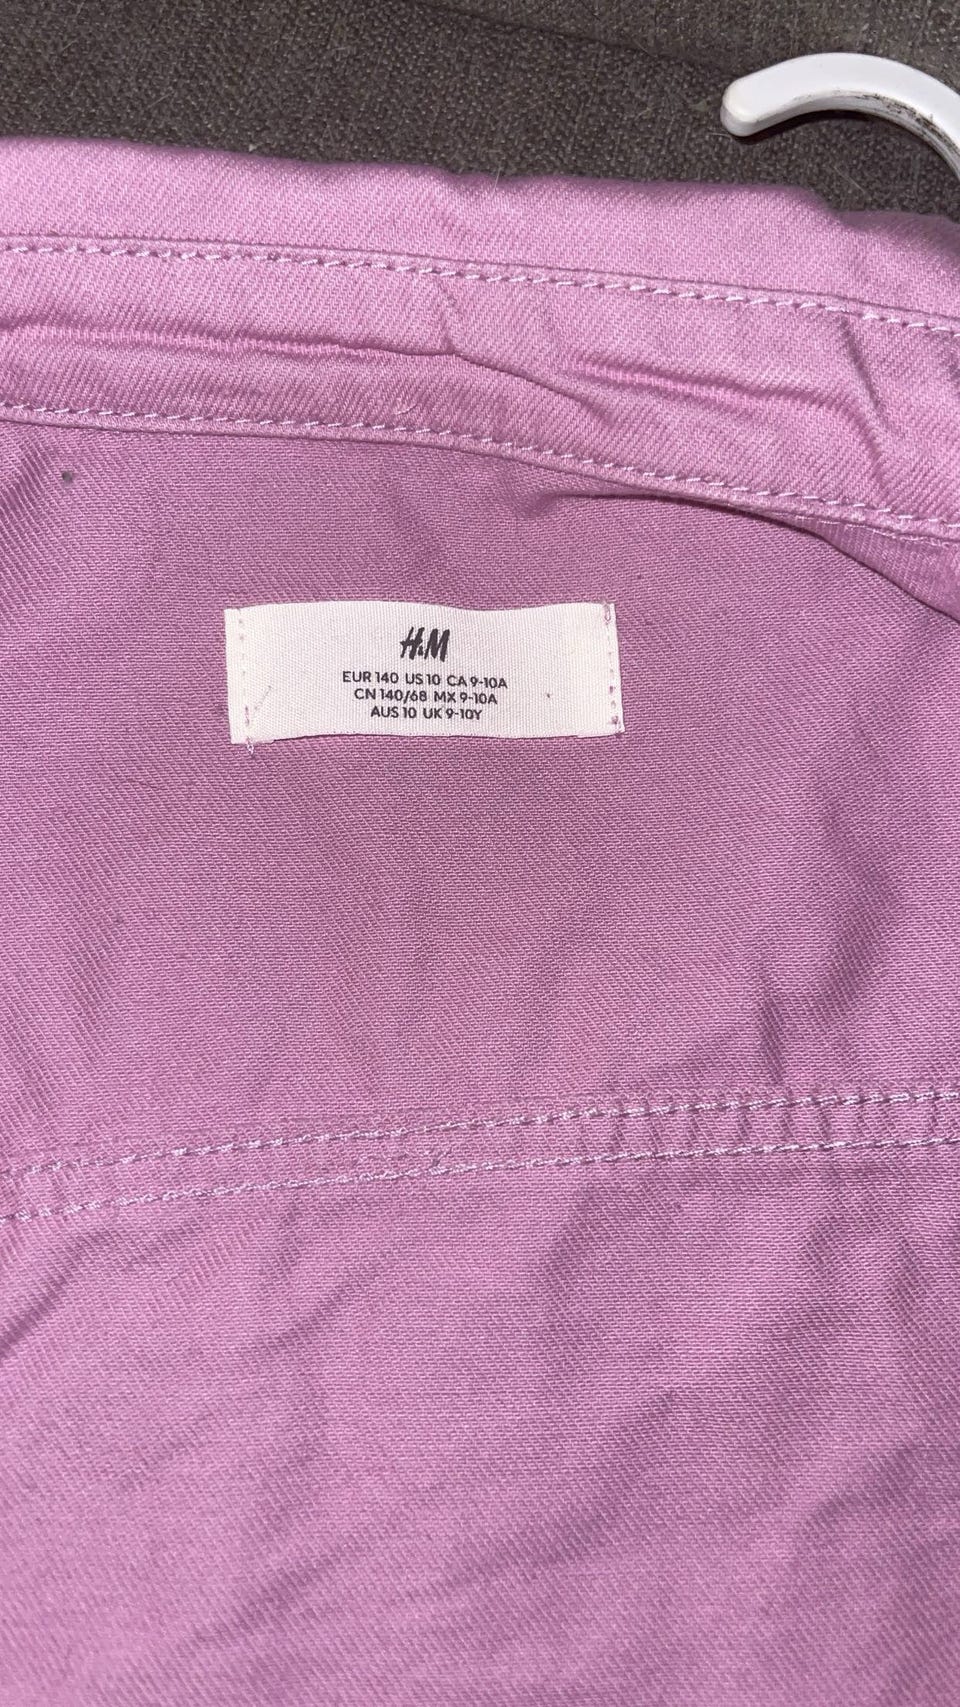 H&M
EUR 140 US 10 CA 9-10A
CN 140/68 MX 9-10A
AUS 10 UK 9-10Y